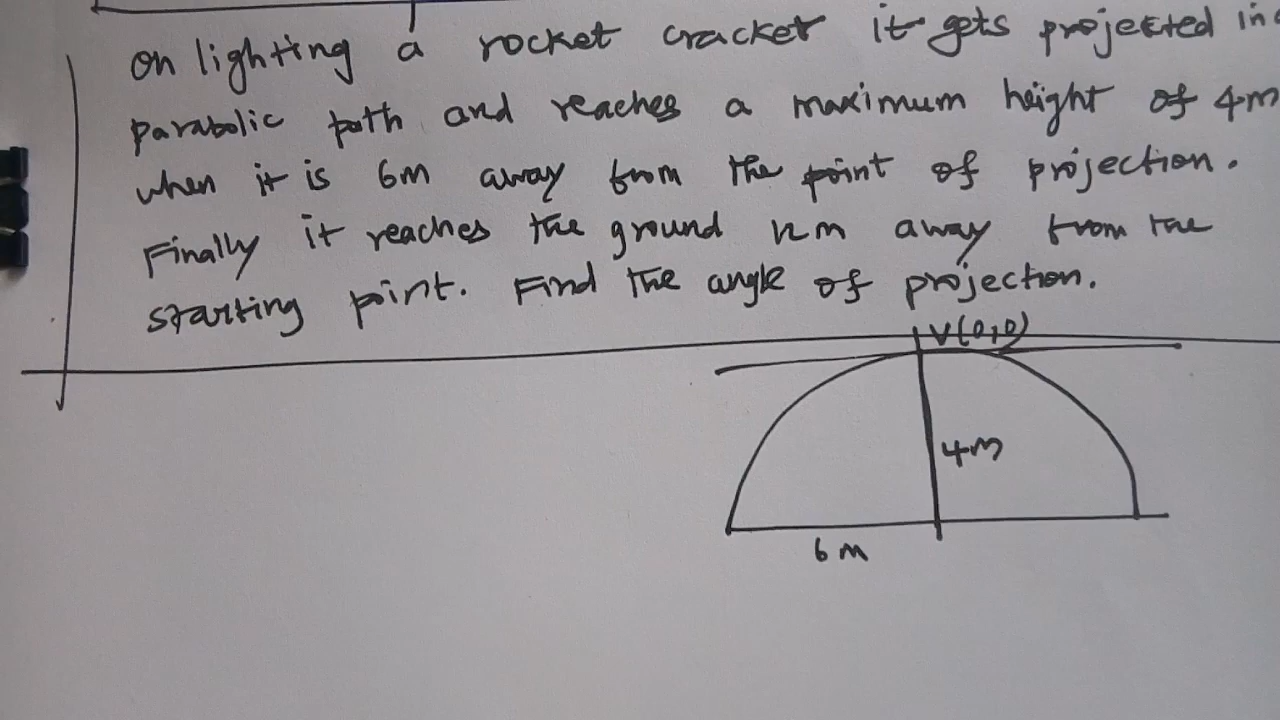 on lighting a rocket cracket it gets projected in
parabolic path and reaches a maximum height of 4m
when it is 6m away from the point of projection.
Finally it reaches the ground 12m away from the
starting point. Find the angle of projection.
V(0,0)
4m
6m